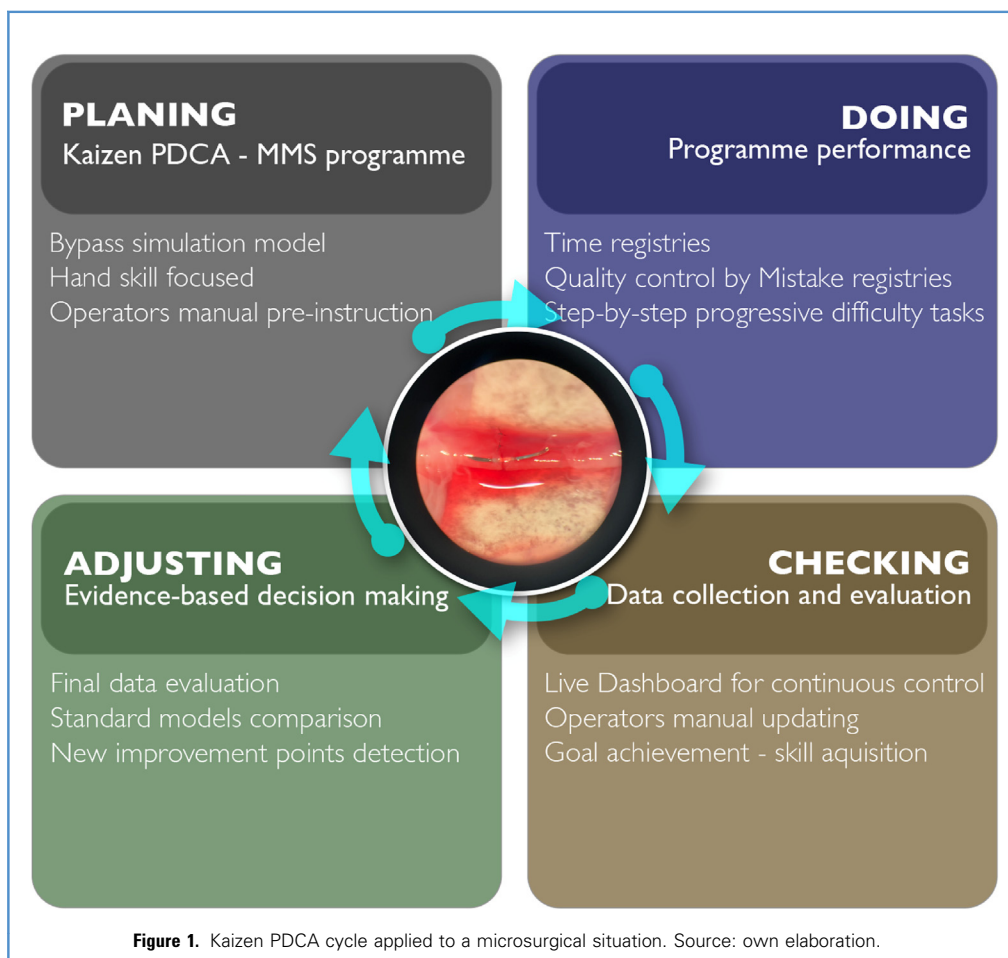 PLANING
Kaizen PDCA - MMS programme
Bypass simulation model
Hand skill focused
Operators manual pre-instruction
DOING
Programme performance
Time registries
Quality control by Mistake registries
Step-by-step progressive difficulty tasks
ADJUSTING
Evidence-based decision making
Final data evaluation
Standard models comparison
New improvement points detection
CHECKING
Data collection and evaluation
Live Dashboard for continuous control
Operators manual updating
Goal achievement - skill aquisition
Figure 1. Kaizen PDCA cycle applied to a microsurgical situation. Source: own elaboration.